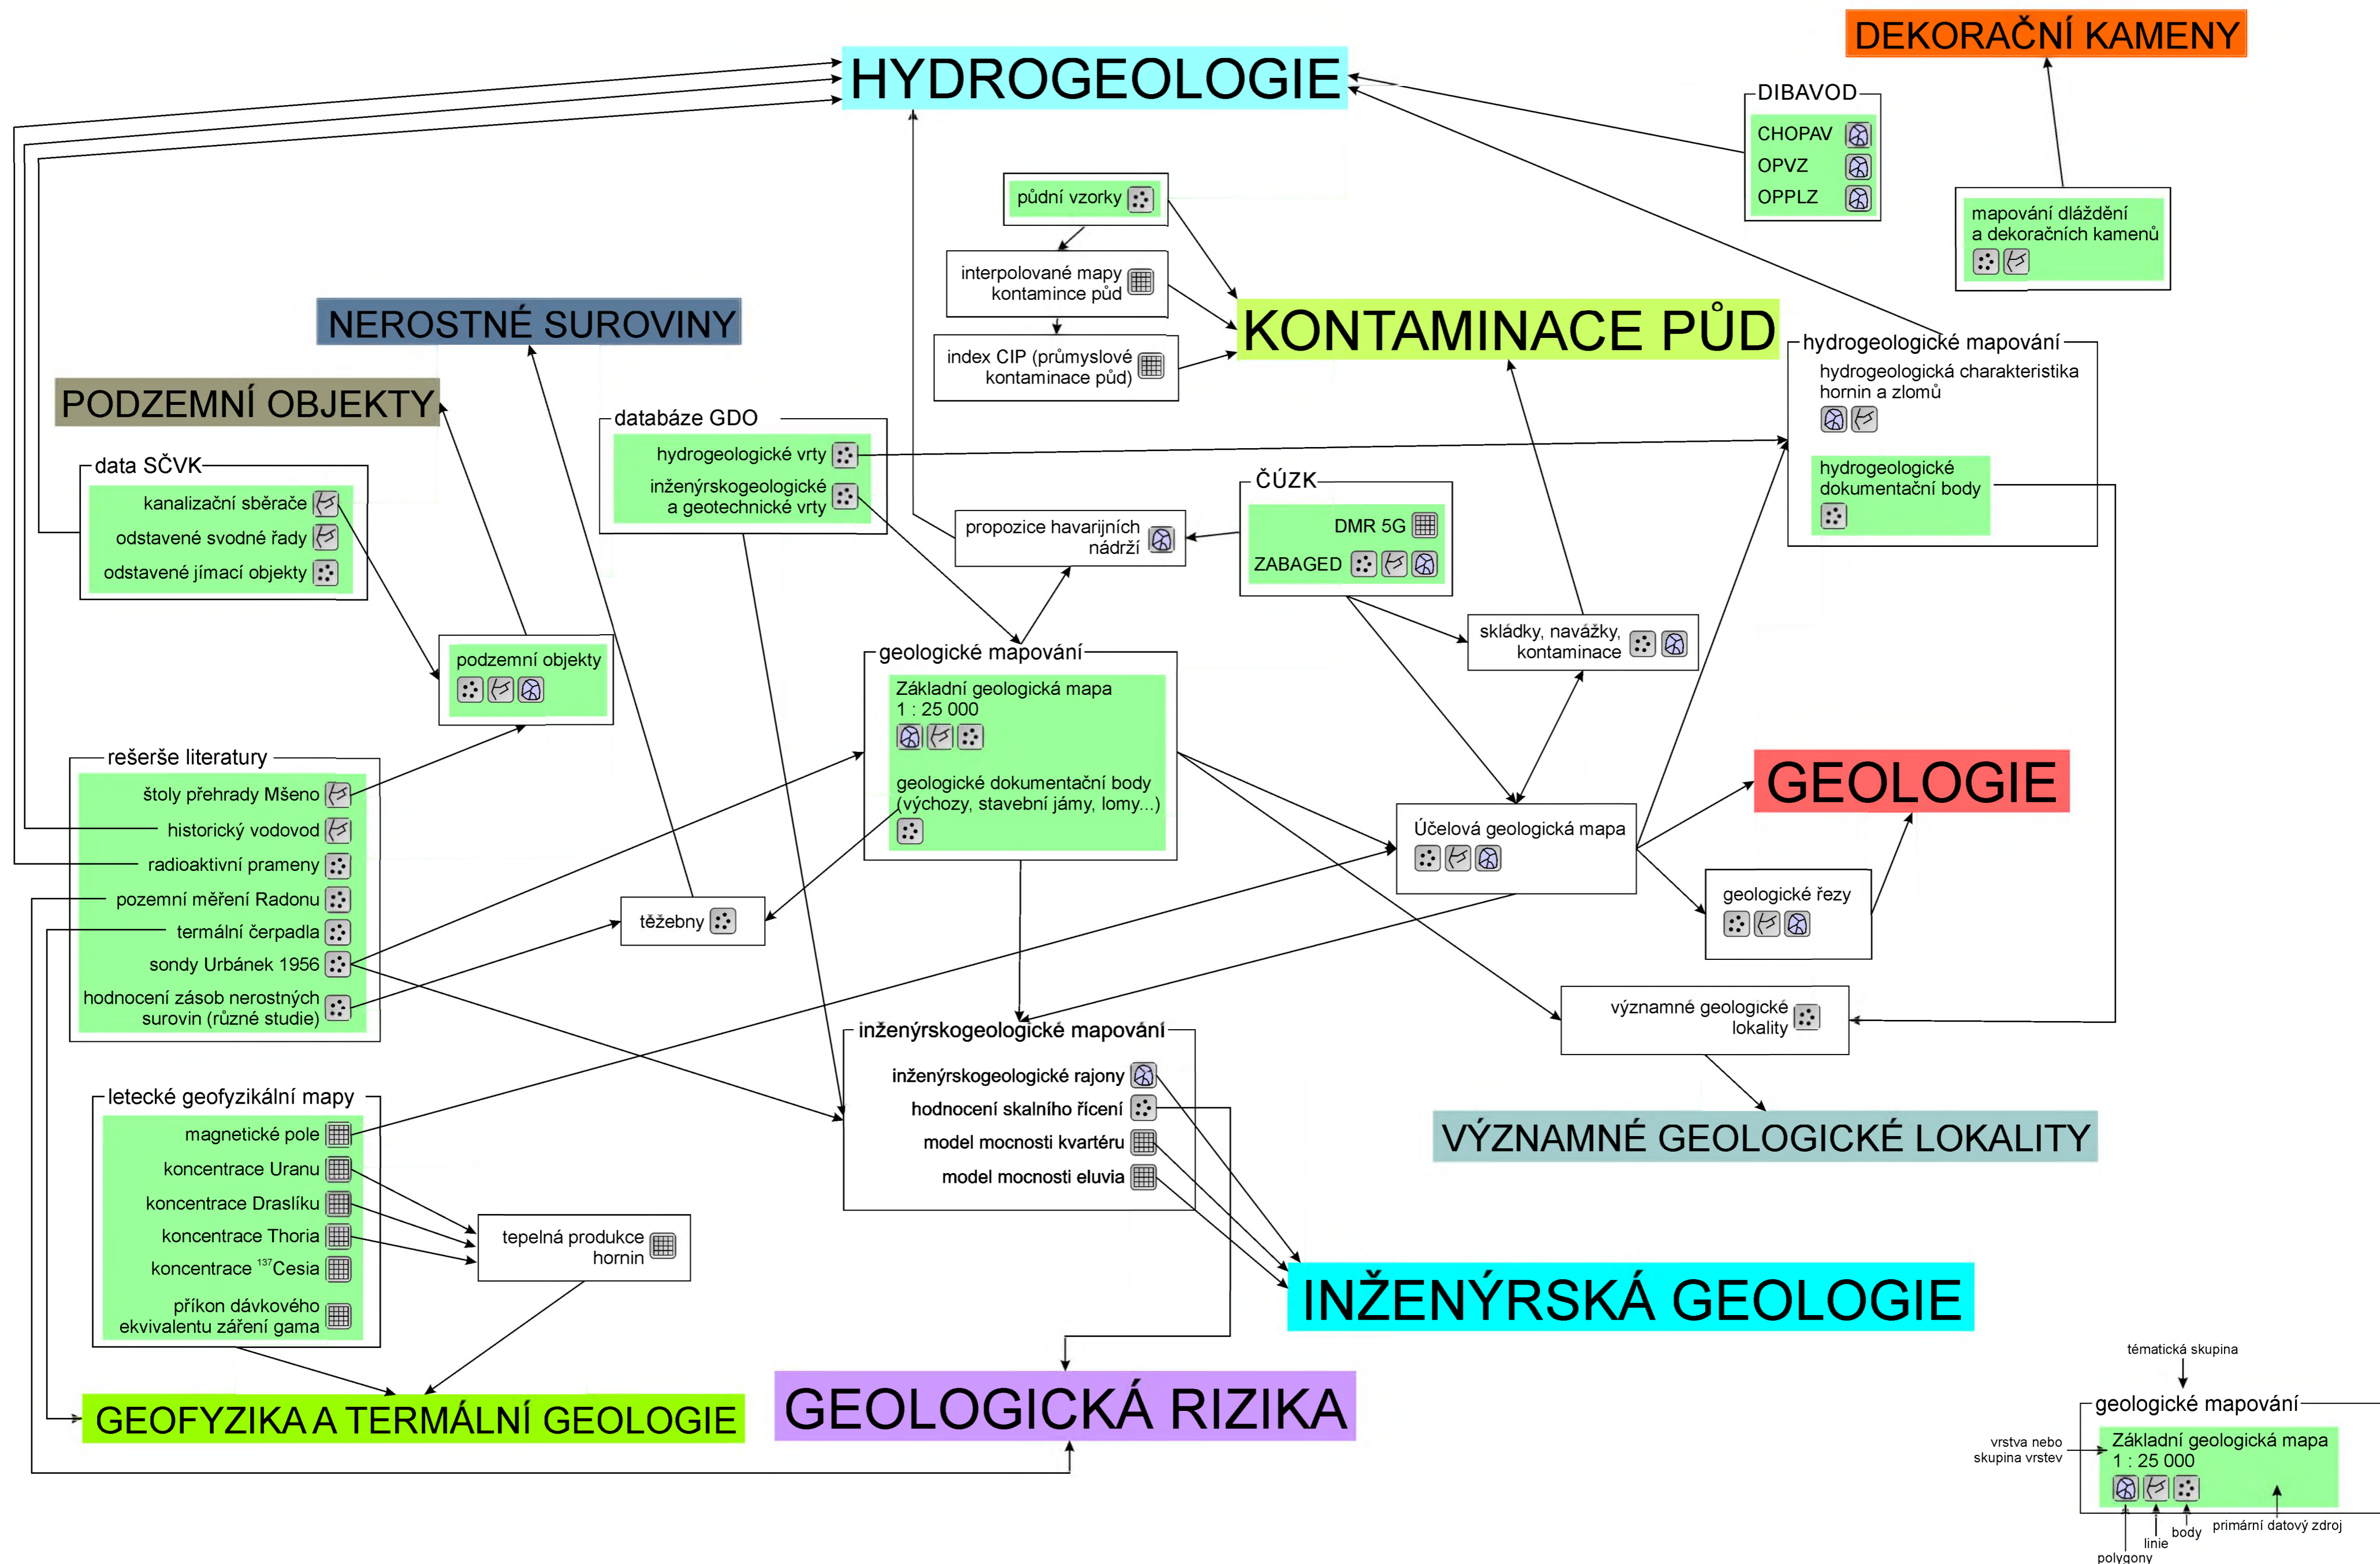 DEKORAČNÍ KAMENY
HYDROGEOLOGIE
DIBAVOD
CHOPAV
OPVZ
OPPLZ
půdní vzorky
mapování dláždění
a dekoračních kamenů
interpolované mapy
kontamince půd
NEROSTNÉ SUROVINY
KONTAMINACE PŮD
index CIP (průmyslové
kontaminace půd)
hydrogeologické mapování
hydrogeologická charakteristika
hornin a zlomů
hydrogeologické
dokumentační body
PODZEMNÍ OBJEKTY
databáze GDO
hydrogeologické vrty
inženýrskogeologické
a geotechnické vrty
data SČVK
kanalizační sběrače
odstavené svodné řady
odstavené jímací objekty
propozice havarijních
nádrží
ČÚZK
DMR 5G
ZABAGED
skládky, navážky,
kontaminace
podzemní objekty
geologické mapování
Základní geologická mapa
1 : 25 000
geologické dokumentační body
(výchozy, stavební jámy, lomy...)
rešerše literatury
štoly přehrady Mšeno
historický vodovod
radioaktivní prameny
pozemní měření Radonu
termální čerpadla
sondy Urbánek 1956
hodnocení zásob nerostných
surovin (různé studie)
GEOLOGIE
Účelová geologická mapa
geologické řezy
těžebny
významné geologické
lokality
inženýrskogeologické mapování
inženýrskogeologické rajony
hodnocení skalního řícení
model mocnosti kvartéru
model mocnosti eluvia
letecké geofyzikální mapy
magnetické pole
koncentrace Uranu
koncentrace Draslíku
koncentrace Thoria
koncentrace ¹³⁷Cesia
příkon dávkového
ekvivalentu záření gama
tepelná produkce
hornin
VÝZNAMNÉ GEOLOGICKÉ LOKALITY
INŽENÝRSKÁ GEOLOGIE
GEOLOGICKÁ RIZIKA
GEOFYZIKA A TERMÁLNÍ GEOLOGIE
tématická skupina
geologické mapování
vrstva nebo
skupina vrstev
Základní geologická mapa
1 : 25 000
primární datový zdroj
body
linie
polygony